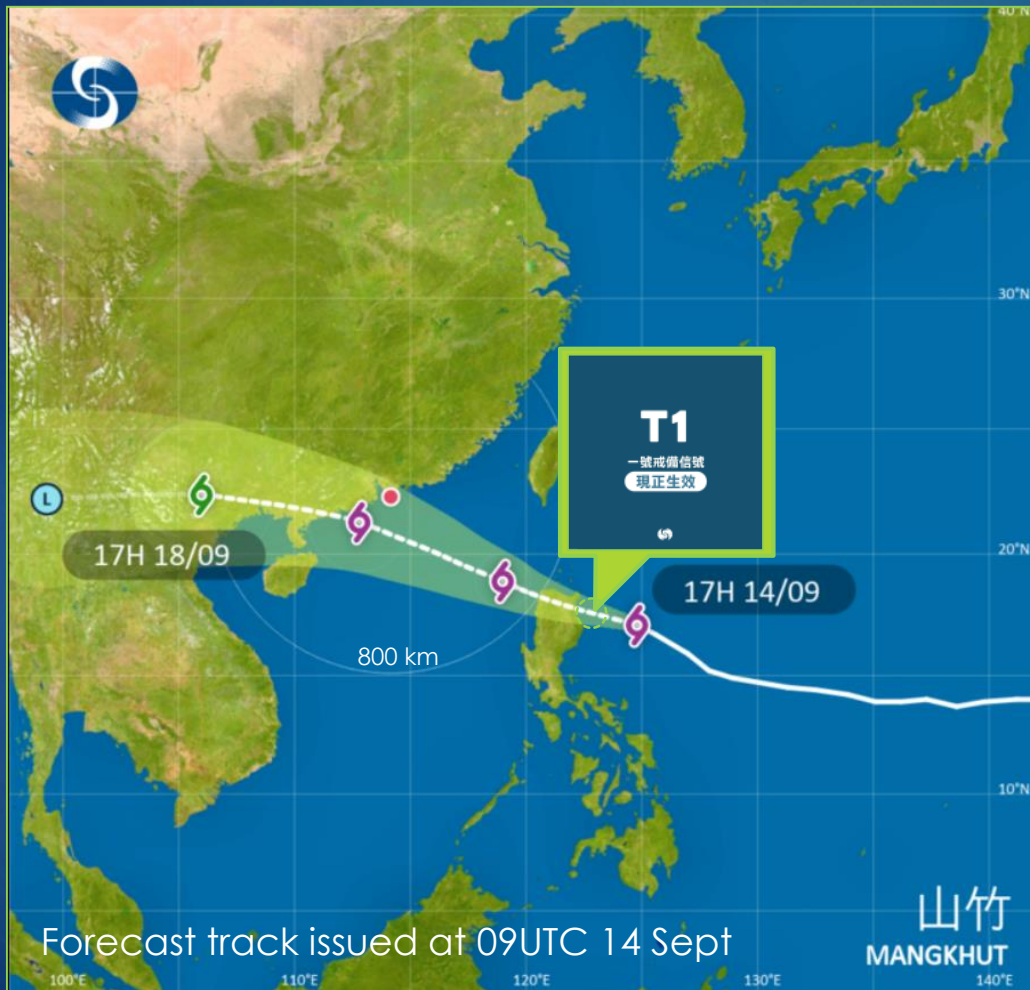 40°N
30°N
T1
一號戒備信號
現正生效
20°N
17H 18/09
17H 14/09
L
800 km
10°N
山竹
MANGKHUT
Forecast track issued at 09UTC 14 Sept
100°E
110°E
120°E
130°E
140°E